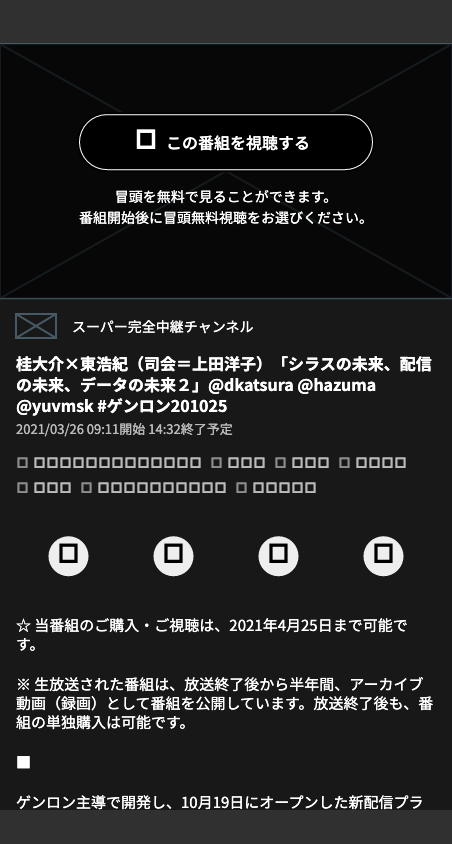 この番組を視聴する
冒頭を無料で見ることができます。
番組開始後に冒頭無料視聴をお選びください。
スーパー完全中継チャンネル
桂大介×東浩紀（司会＝上田洋子）「シラスの未来、配信
の未来、データの未来２」@dkatsura @hazuma
@yuvmsk #ゲンロン201025
2021/03/26 09:11開始 14:32終了予定
☆ 当番組のご購入・ご視聴は、2021年4月25日まで可能で
す。
※ 生放送された番組は、放送終了後から半年間、アーカイブ
動画（録画）として番組を公開しています。放送終了後も、番
組の単独購入は可能です。
■
ゲンロン主導で開発し、10月19日にオープンした新配信プラ